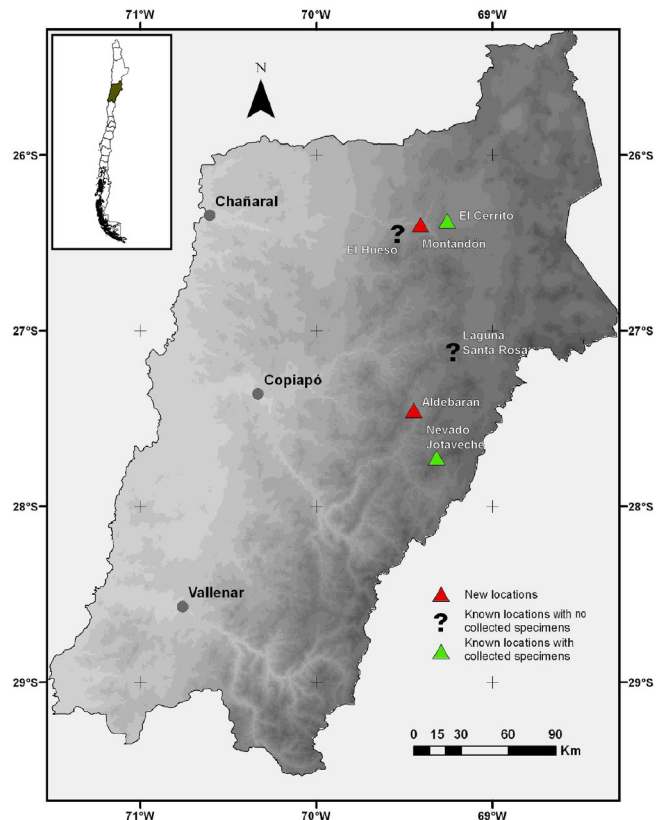 71°W
70°W
69°W
N
26°S
26°S
Chañaral
El Cerrito
?
El Hueso
Montandón
27°S
27°S
Laguna
Santa Rosa
?
Copiapó
Aldebarán
Nevado
Jotaveche
28°S
28°S
Vallenar
New locations
? Known locations with no
collected specimens
Known locations with
collected specimens
29°S
29°S
0 15 30 60 90
Km
71°W
70°W
69°W